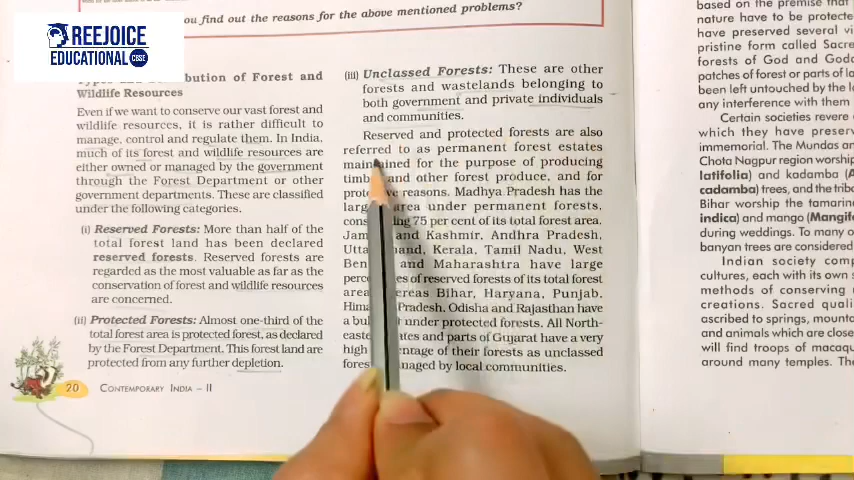 REEJOICE
EDUCATIONAL CBSE
u find out the reasons for the above mentioned problems?
bution of Forest and
Wildlife Resources
Even if we want to conserve our vast forest and
wildlife resources, it is rather difficult to
manage, control and regulate them. In India,
much of its forest and wildlife resources are
either owned or managed by the government
through the Forest Department or other
government departments. These are classified
under the following categories.
(i) Reserved Forests: More than half of the
total forest land has been declared
reserved forests. Reserved forests are
regarded as the most valuable as far as the
conservation of forest and wildlife resources
are concerned.
(ii) Protected Forests: Almost one-third of the
total forest area is protected forest, as declared
by the Forest Department. This forest land are
protected from any further depletion.
20 CONTEMPORARY INDIA – II
(iii) Unclassed Forests: These are other
forests and wastelands belonging to
both government and private individuals
and communities.
Reserved and protected forests are also
referred to as permanent forest estates
maintained for the purpose of producing
timb and other forest produce, and for
prot ve reasons. Madhya Pradesh has the
larg area under permanent forests,
cons ing 75 per cent of its total forest area.
Jam and Kashmir, Andhra Pradesh,
Utta hand, Kerala, Tamil Nadu, West
Ben and Maharashtra have large
perc es of reserved forests of its total forest
area ereas Bihar, Haryana, Punjab,
Hima Pradesh, Odisha and Rajasthan have
a bul under protected forests. All North-
easte tes and parts of Gujarat have a very
high ntage of their forests as unclassed
fores naged by local communities.
based on the premise that
nature have to be protecte
have preserved several vi
pristine form called Sacre
forests of God and Godd
patches of forest or parts of la
been left untouched by the lo
any interference with them
Certain societies revere
which they have preserv
immemorial. The Mundas an
Chota Nagpur region worship
latifolia) and kadamba (A
cadamba) trees, and the triba
Bihar worship the tamarin
indica) and mango (Mangife
during weddings. To many o
banyan trees are considered
Indian society comp
cultures, each with its own s
methods of conserving n
creations. Sacred quali
ascribed to springs, mounta
and animals which are close
will find troops of macaqu
around many temples. The